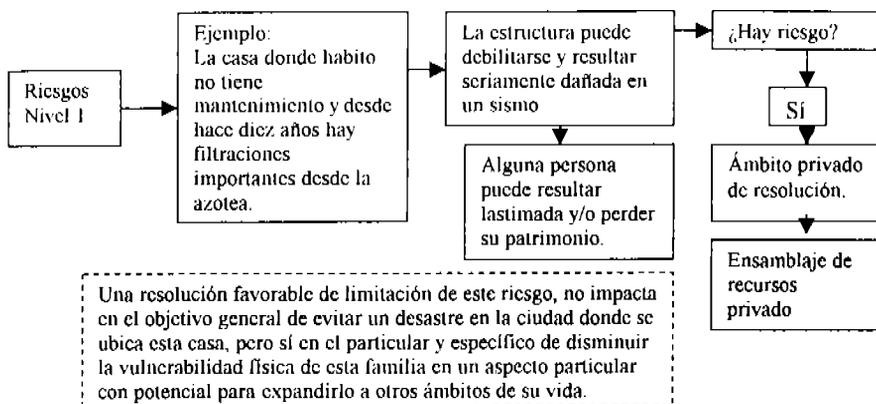 Riesgos
Nivel 1
Ejemplo:
La casa donde habito
no tiene
mantenimiento y desde
hace diez años hay
filtraciones
importantes desde la
azotea.
La estructura puede
debilitarse y resultar
seriamente dañada en
un sismo
Alguna persona
puede resultar
lastimada y/o perder
su patrimonio.
¿Hay riesgo?
Sí
Ámbito privado
de resolución.
Ensamblaje de
recursos
privado
Una resolución favorable de limitación de este riesgo, no impacta
en el objetivo general de evitar un desastre en la ciudad donde se
ubica esta casa, pero sí en el particular y específico de disminuir
la vulnerabilidad física de esta familia en un aspecto particular
con potencial para expandirlo a otros ámbitos de su vida.